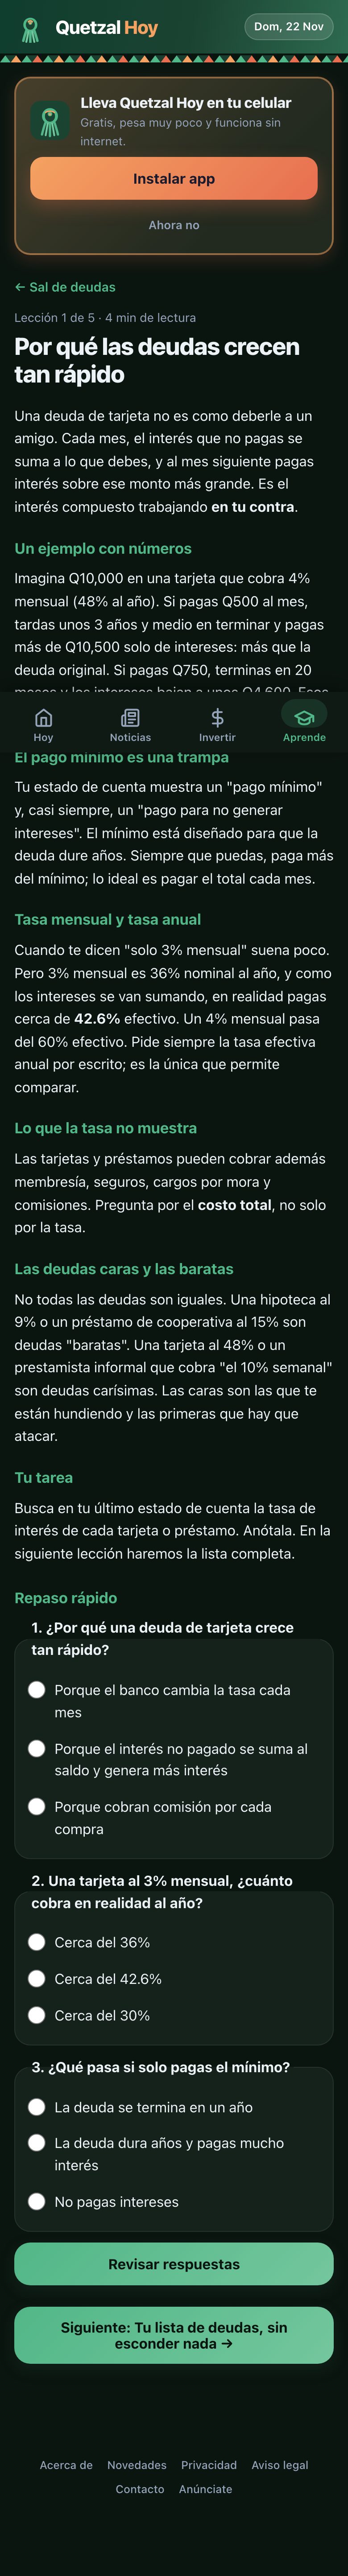 Quetzal Hoy
Dom, 22 Nov
Lleva Quetzal Hoy en tu celular
Gratis, pesa muy poco y funciona sin
internet.
Instalar app
Ahora no
← Sal de deudas
Lección 1 de 5 · 4 min de lectura
Por qué las deudas crecen
tan rápido
Una deuda de tarjeta no es como deberle a un
amigo. Cada mes, el interés que no pagas se
suma a lo que debes, y al mes siguiente pagas
interés sobre ese monto más grande. Es el
interés compuesto trabajando en tu contra.
Un ejemplo con números
Imagina Q10,000 en una tarjeta que cobra 4%
mensual (48% al año). Si pagas Q500 al mes,
tardas unos 3 años y medio en terminar y pagas
más de Q10,500 solo de intereses: más que la
deuda original. Si pagas Q750, terminas en 20
meses y los intereses bajan a unos Q4,600. Esos
Hoy
Noticias
Invertir
Aprende
El pago mínimo es una trampa
Tu estado de cuenta muestra un "pago mínimo"
y, casi siempre, un "pago para no generar
intereses". El mínimo está diseñado para que la
deuda dure años. Siempre que puedas, paga más
del mínimo; lo ideal es pagar el total cada mes.
Tasa mensual y tasa anual
Cuando te dicen "solo 3% mensual" suena poco.
Pero 3% mensual es 36% nominal al año, y como
los intereses se van sumando, en realidad pagas
cerca de 42.6% efectivo. Un 4% mensual pasa
del 60% efectivo. Pide siempre la tasa efectiva
anual por escrito; es la única que permite
comparar.
Lo que la tasa no muestra
Las tarjetas y préstamos pueden cobrar además
membresía, seguros, cargos por mora y
comisiones. Pregunta por el costo total, no solo
por la tasa.
Las deudas caras y las baratas
No todas las deudas son iguales. Una hipoteca al
9% o un préstamo de cooperativa al 15% son
deudas "baratas". Una tarjeta al 48% o un
prestamista informal que cobra "el 10% semanal"
son deudas carísimas. Las caras son las que te
están hundiendo y las primeras que hay que
atacar.
Tu tarea
Busca en tu último estado de cuenta la tasa de
interés de cada tarjeta o préstamo. Anótala. En la
siguiente lección haremos la lista completa.
Repaso rápido
1. ¿Por qué una deuda de tarjeta crece
tan rápido?
Porque el banco cambia la tasa cada
mes
Porque el interés no pagado se suma al
saldo y genera más interés
Porque cobran comisión por cada
compra
2. Una tarjeta al 3% mensual, ¿cuánto
cobra en realidad al año?
Cerca del 36%
Cerca del 42.6%
Cerca del 30%
3. ¿Qué pasa si solo pagas el mínimo?
La deuda se termina en un año
La deuda dura años y pagas mucho
interés
No pagas intereses
Revisar respuestas
Siguiente: Tu lista de deudas, sin
esconder nada →
Acerca de
Novedades
Privacidad
Aviso legal
Contacto
Anúnciate